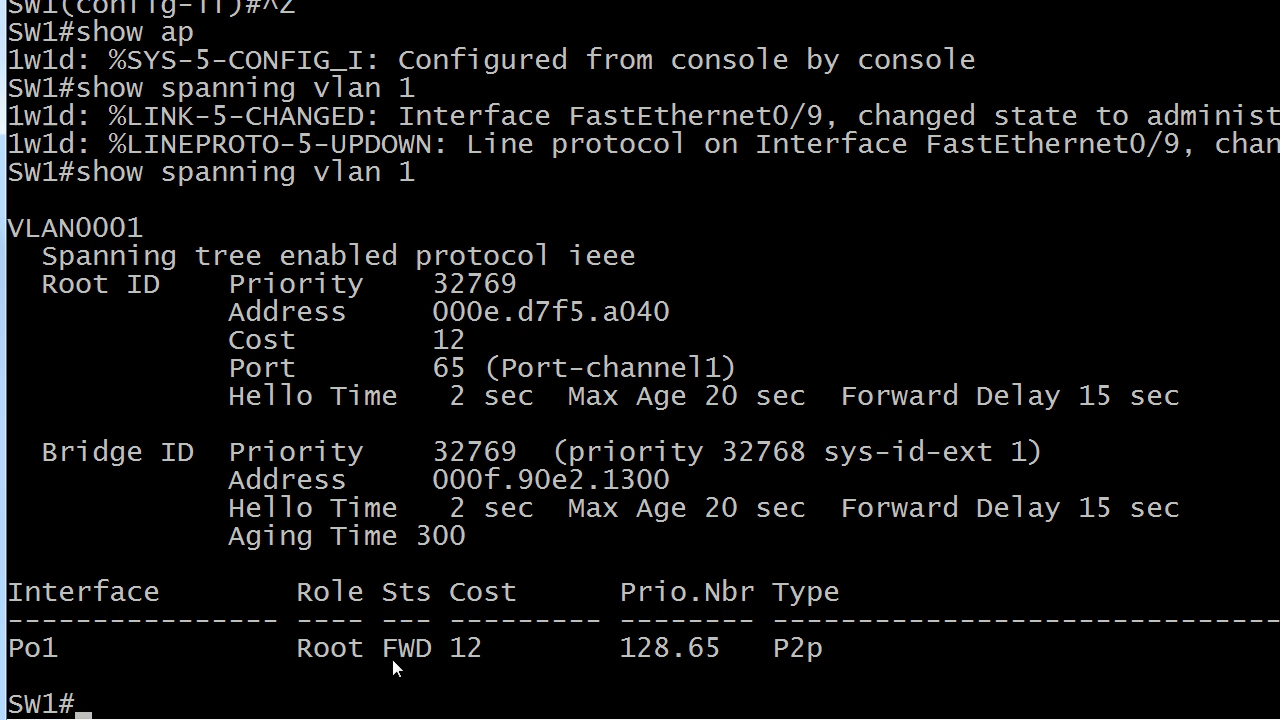 SW1(config-if)#^Z
SW1#show ap
1w1d: %SYS-5-CONFIG_I: Configured from console by console
SW1#show spanning vlan 1
1w1d: %LINK-5-CHANGED: Interface FastEthernet0/9, changed state to administ
1w1d: %LINEPROTO-5-UPDOWN: Line protocol on Interface FastEthernet0/9, chan
SW1#show spanning vlan 1
VLAN0001
Spanning tree enabled protocol ieee
Root ID Priority 32769
Address 000e.d7f5.a040
Cost 12
Port 65 (Port-channel1)
Hello Time 2 sec Max Age 20 sec Forward Delay 15 sec
Bridge ID Priority 32769 (priority 32768 sys-id-ext 1)
Address 000f.90e2.1300
Hello Time 2 sec Max Age 20 sec Forward Delay 15 sec
Aging Time 300
Interface Role Sts Cost Prio.Nbr Type
---------------- ---- --- --------- -------- ------------------------------
Po1 Root FWD 12 128.65 P2p
SW1#